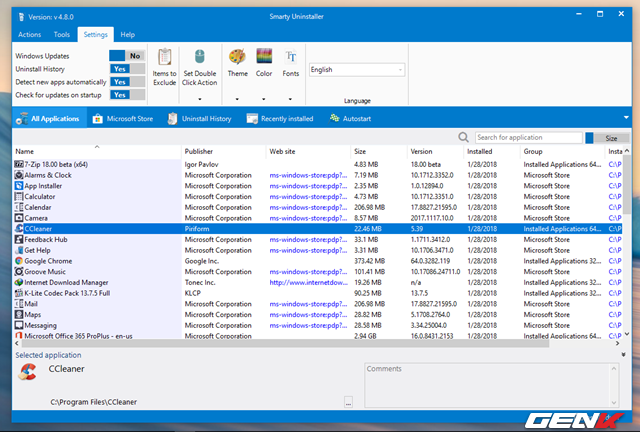 Version: v 4.8.0
Smarty Uninstaller
Actions Tools Settings Help
Windows Updates No
Uninstall History Yes
Detect new apps automatically Yes
Check for updates on startup Yes
Items to Exclude
Set Double Click Action
Theme
Color
Fonts
English
Language
All Applications Microsoft Store Uninstall History Recently installed Autostart
Search for application Size
Name Publisher Web site Size Version Installed Group Insta
7-Zip 18.00 beta (x64) Igor Pavlov 4.83 MB 18.00 beta 1/28/2018 Installed Applications 64... C:\P
Alarms & Clock Microsoft Corporation ms-windows-store:pdp?... 7.19 MB 10.1712.3352.0 1/28/2018 Microsoft Store C:\P
App Installer Microsoft Corporation ms-windows-store:pdp?... 2.35 MB 1.0.12894.0 1/28/2018 Microsoft Store C:\P
Calculator Microsoft Corporation ms-windows-store:pdp?... 4.73 MB 10.1712.3351.0 1/28/2018 Microsoft Store C:\P
Calendar Microsoft Corporation ms-windows-store:pdp?... 206.98 MB 17.8827.21595.0 1/28/2018 Microsoft Store C:\P
Camera Microsoft Corporation ms-windows-store:pdp?... 8.57 MB 2017.1117.10.0 1/28/2018 Microsoft Store C:\P
CCleaner Piriform 22.46 MB 5.39 1/28/2018 Installed Applications 64... C:\P
Feedback Hub Microsoft Corporation ms-windows-store:pdp?... 33.1 MB 1.1711.3412.0 1/28/2018 Microsoft Store C:\P
Get Help Microsoft Corporation ms-windows-store:pdp?... 3.31 MB 10.1706.3471.0 1/28/2018 Microsoft Store C:\P
Google Chrome Google Inc. 373.42 MB 64.0.3282.119 1/28/2018 Installed Applications 32... C:\P
Groove Music Microsoft Corporation ms-windows-store:pdp?... 101.41 MB 10.17086.24711.0 1/28/2018 Microsoft Store C:\P
Internet Download Manager Tonec Inc. http://www.internetdow... 19.26 MB n/a 1/28/2018 Installed Applications 32... C:\P
K-Lite Codec Pack 13.7.5 Full KLCP 90.25 MB 13.7.5 1/28/2018 Installed Applications 32... C:\P
Mail Microsoft Corporation ms-windows-store:pdp?... 206.98 MB 17.8827.21595.0 1/28/2018 Microsoft Store C:\P
Maps Microsoft Corporation ms-windows-store:pdp?... 28.82 MB 5.1708.2764.0 1/28/2018 Microsoft Store C:\P
Messaging Microsoft Corporation ms-windows-store:pdp?... 28.58 MB 3.34.25004.0 1/28/2018 Microsoft Store C:\P
Microsoft Office 365 ProPlus - en-us Microsoft Corporation 2.94 GB 16.0.8431.2153 1/28/2018 Installed Applications 64... C:\P
Selected application
CCleaner
Comments
C:\Program Files\CCleaner ...
GENK